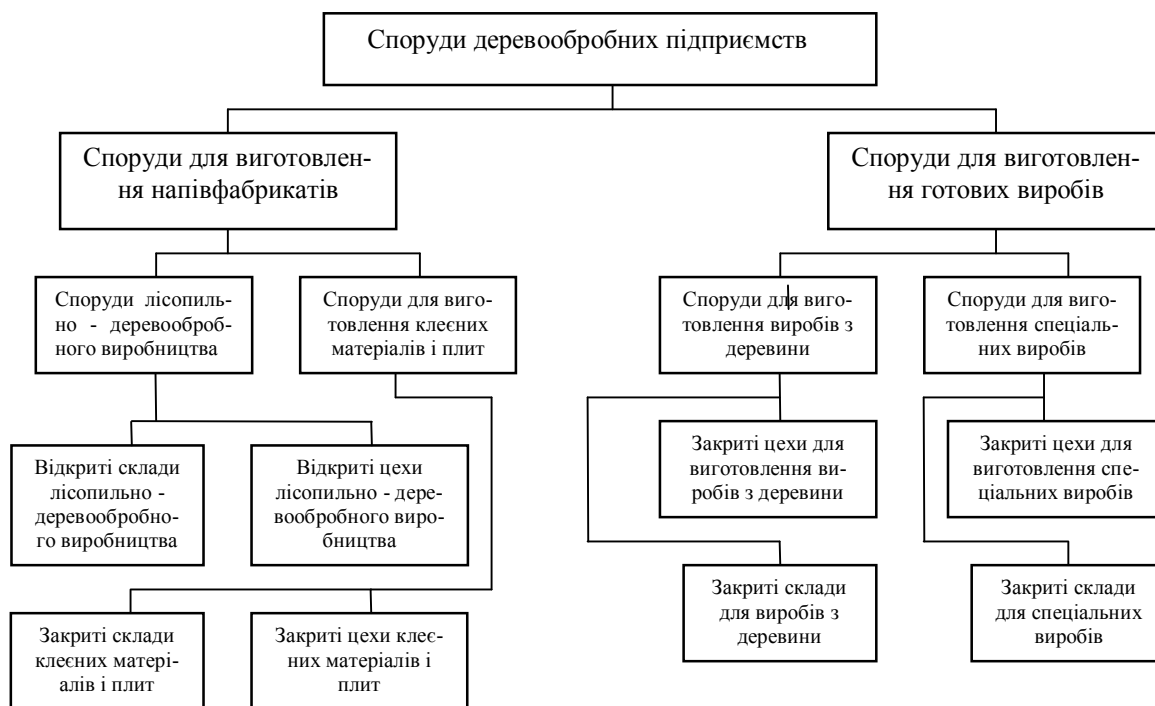 Споруди деревообробних підприємств
Споруди для виготовлен-
ня напівфабрикатів
Споруди для виготовлен-
ня готових виробів
Споруди лісопиль-
но - деревооброб-
ного виробництва
Споруди для виго-
товлення клеєних
матеріалів і плит
Споруди для виго-
товлення виробів з
деревини
Споруди для виго-
товлення спеціаль-
них виробів
Відкриті склади
лісопильно -
деревообробно-
го виробництва
Відкриті цехи
лісопильно - дере-
вообробного виро-
бництва
Закриті цехи для
виготовлення ви-
робів з деревини
Закриті цехи для
виготовлення спе-
ціальних виробів
Закриті склади
клеєних матері-
алів і плит
Закриті цехи клеє-
них матеріалів і
плит
Закриті склади
для виробів з
деревини
Закриті склади
для спеціальних
виробів